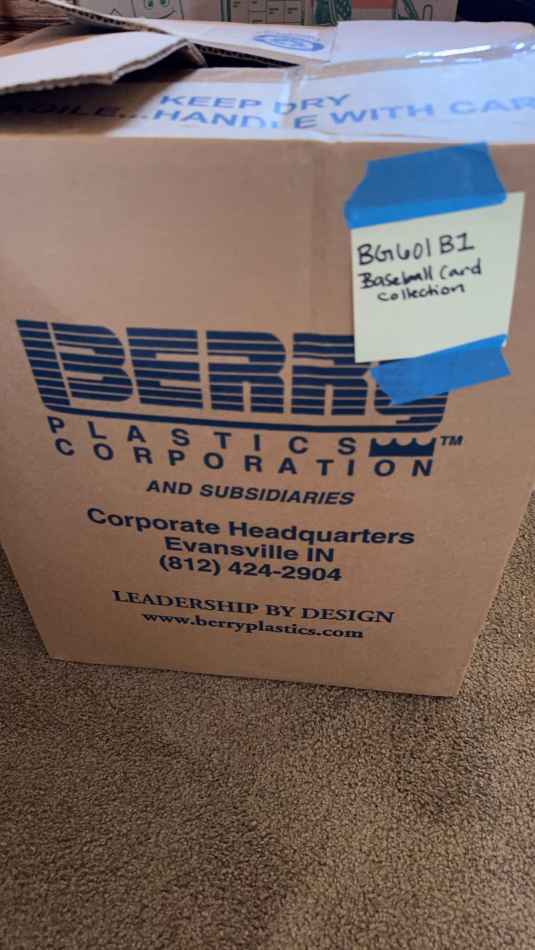 KEEP DRY
FRAGILE...HANDLE WITH CAR
BG601B1
Baseball Card
Collection
BERRY
PLASTICS
CORPORATION
TM
AND SUBSIDIARIES
Corporate Headquarters
Evansville IN
(812) 424-2904
LEADERSHIP BY DESIGN
www.berryplastics.com